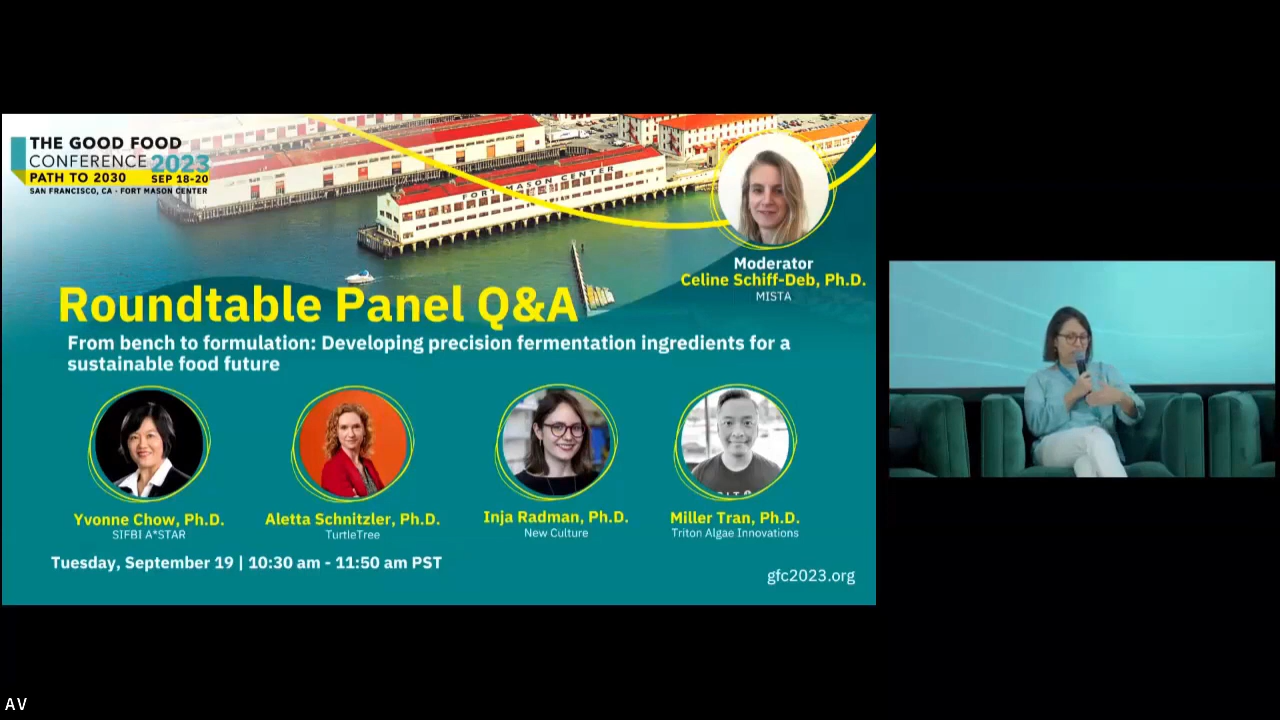 THE GOOD FOOD
CONFERENCE 2023
PATH TO 2030 SEP 18-20
SAN FRANCISCO, CA · FORT MASON CENTER
FORT MASON CENTER
Moderator
Celine Schiff-Deb, Ph.D.
MISTA
Roundtable Panel Q&A
From bench to formulation: Developing precision fermentation ingredients for a
sustainable food future
Yvonne Chow, Ph.D.
SIFBI A*STAR
Aletta Schnitzler, Ph.D.
TurtleTree
Inja Radman, Ph.D.
New Culture
Miller Tran, Ph.D.
Triton Algae Innovations
Tuesday, September 19 | 10:30 am - 11:50 am PST
gfc2023.org
AV